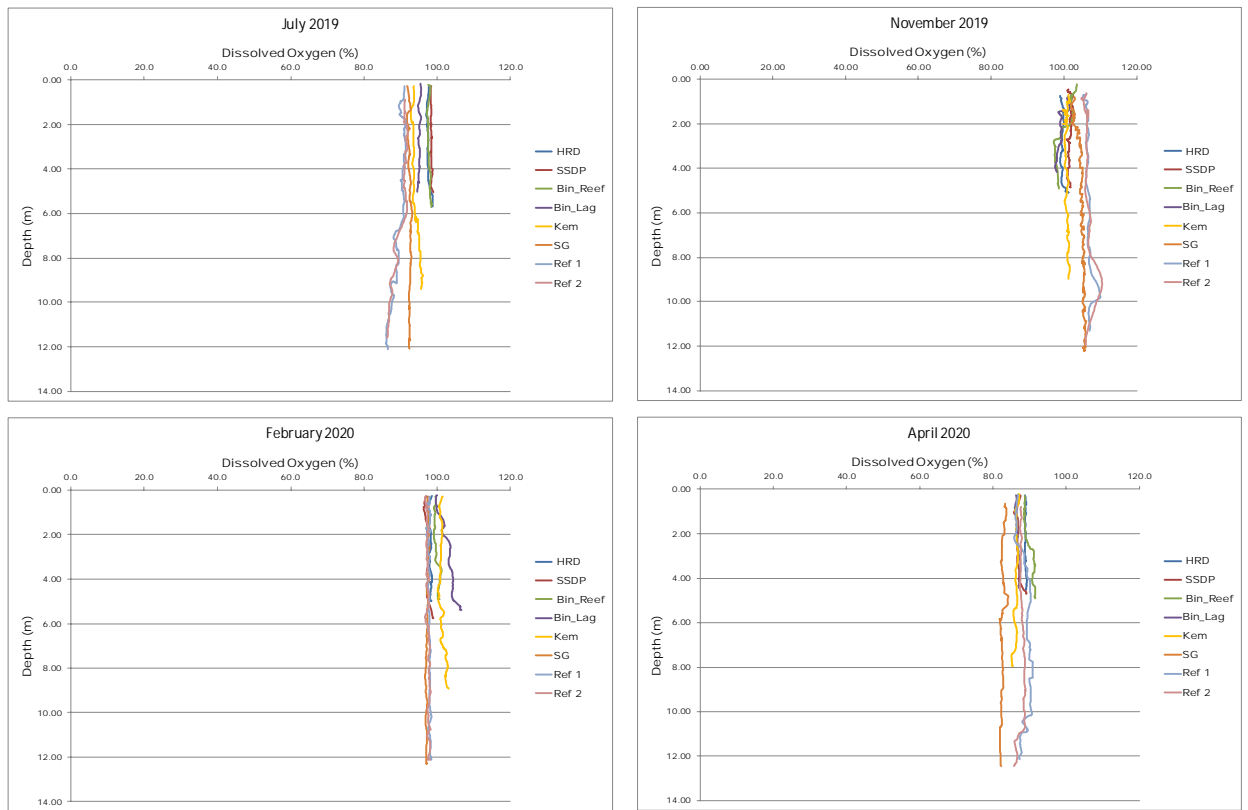 July 2019
Dissolved Oxygen (%)
0.0 20.0 40.0 60.0 80.0 100.0 120.0
0.00
2.00
4.00
6.00
8.00
10.00
12.00
14.00
Depth (m)
HRD
SSDP
Bin_Reef
Bin_Lag
Kem
SG
Ref 1
Ref 2
November 2019
Dissolved Oxygen (%)
0.00 20.00 40.00 60.00 80.00 100.00 120.00
0.00
2.00
4.00
6.00
8.00
10.00
12.00
14.00
Depth (m)
HRD
SSDP
Bin_Reef
Bin_Lag
Kem
SG
Ref 1
Ref 2
February 2020
Dissolved Oxygen (%)
0.0 20.0 40.0 60.0 80.0 100.0 120.0
0.00
2.00
4.00
6.00
8.00
10.00
12.00
14.00
Depth (m)
HRD
SSDP
Bin_Reef
Bin_Lag
Kem
SG
Ref 1
Ref 2
April 2020
Dissolved Oxygen (%)
0.0 20.0 40.0 60.0 80.0 100.0 120.0
0.00
2.00
4.00
6.00
8.00
10.00
12.00
14.00
Depth (m)
HRD
SSDP
Bin_Reef
Bin_Lag
Kem
SG
Ref 1
Ref 2